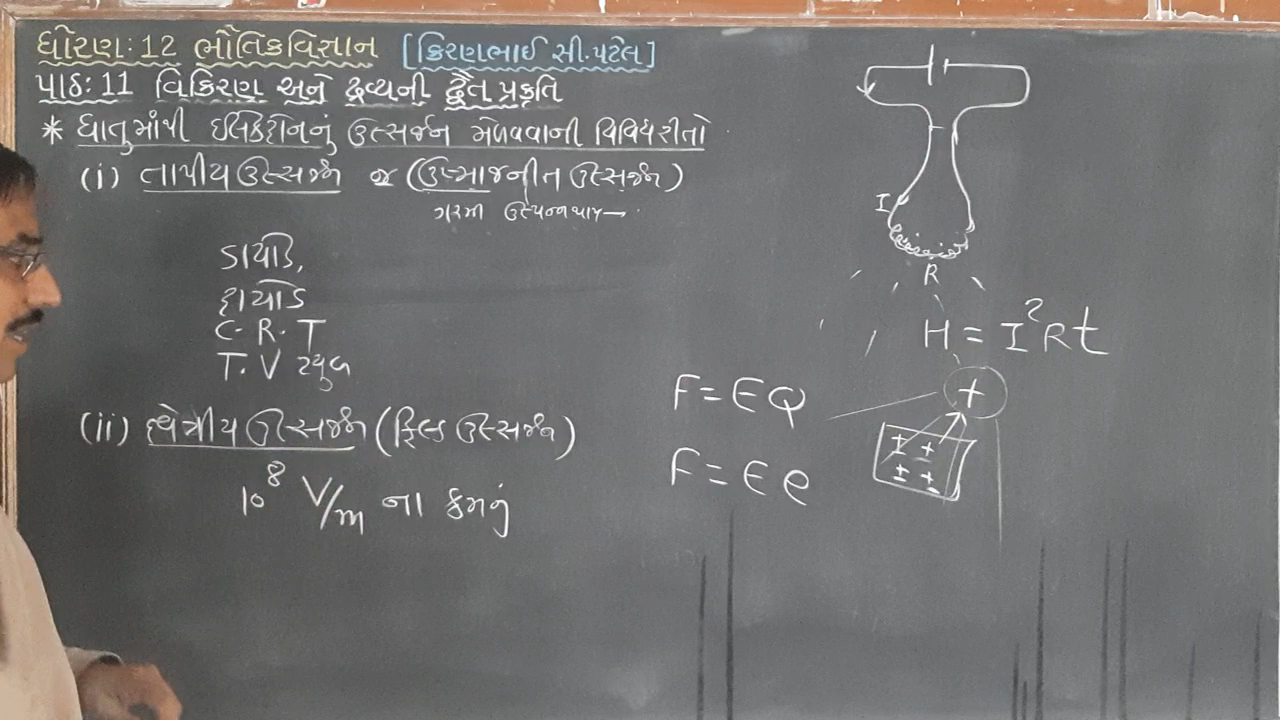 ધોરણ: 12 ભૌતિકવિજ્ઞાન [કિરણભાઈ સી. પટેલ]
પાઠ: 11 વિકિરણ અને દ્રવ્યની દ્વૈત પ્રકૃતિ
* ધાતુમાંથી ઈલેક્ટ્રોનનું ઉત્સર્જન મેળવવાની વિવિધ રીતો
(i) તાપીય ઉત્સર્જન (ઉષ્માજનીત ઉત્સર્જન)
ગરમી ઉત્પન્ન થાય →
ડાયોડ,
ટ્રાયોડ
C. R. T
T. V ટ્યુબ
(ii) ક્ષેત્રીય ઉત્સર્જન (ફિલ્ડ ઉત્સર્જન)
10⁸ V/m ના ક્રમનું
I
R
H = I²Rt
+
F = EQ
F = Ee
± +
± ±